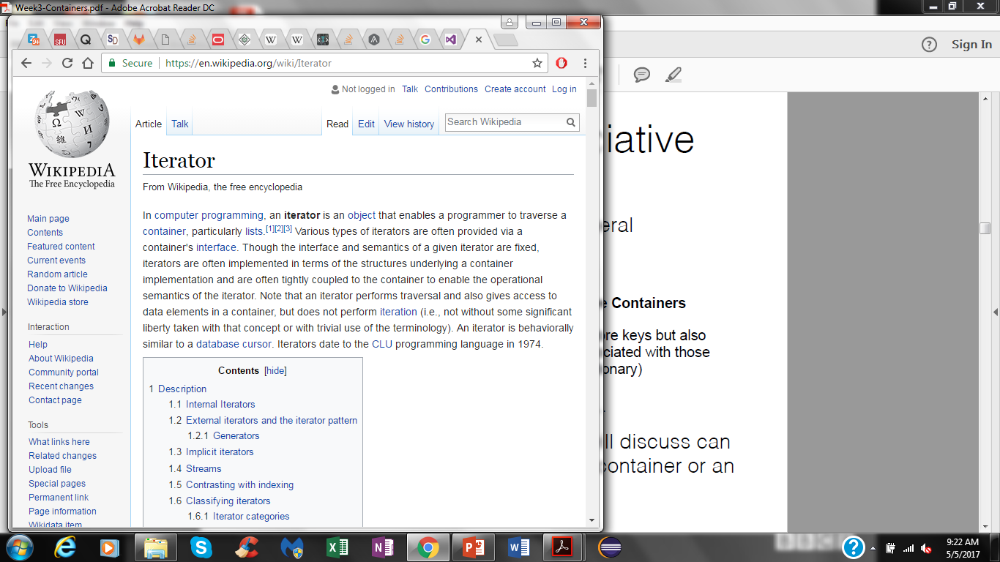 Week3-Containers.pdf - Adobe Acrobat Reader DC
Sign In
Secure
https://en.wikipedia.org/wiki/Iterator
Not logged in Talk Contributions Create account Log in
Article Talk
Read Edit View history
Search Wikipedia
WIKIPEDIA
The Free Encyclopedia
Main page
Contents
Featured content
Current events
Random article
Donate to Wikipedia
Wikipedia store
Interaction
Help
About Wikipedia
Community portal
Recent changes
Contact page
Tools
What links here
Related changes
Upload file
Special pages
Permanent link
Page information
Wikidata item
Iterator
From Wikipedia, the free encyclopedia
In computer programming, an iterator is an object that enables a programmer to traverse a
container, particularly lists.[1][2][3] Various types of iterators are often provided via a
container's interface. Though the interface and semantics of a given iterator are fixed,
iterators are often implemented in terms of the structures underlying a container
implementation and are often tightly coupled to the container to enable the operational
semantics of the iterator. Note that an iterator performs traversal and also gives access to
data elements in a container, but does not perform iteration (i.e., not without some significant
liberty taken with that concept or with trivial use of the terminology). An iterator is behaviorally
similar to a database cursor. Iterators date to the CLU programming language in 1974.
Contents [hide]
1 Description
1.1 Internal Iterators
1.2 External iterators and the iterator pattern
1.2.1 Generators
1.3 Implicit iterators
1.4 Streams
1.5 Contrasting with indexing
1.6 Classifying iterators
1.6.1 Iterator categories
iative
eral
e Containers
re keys but also
ciated with those
onary)
ll discuss can
container or an
9:22 AM
5/5/2017